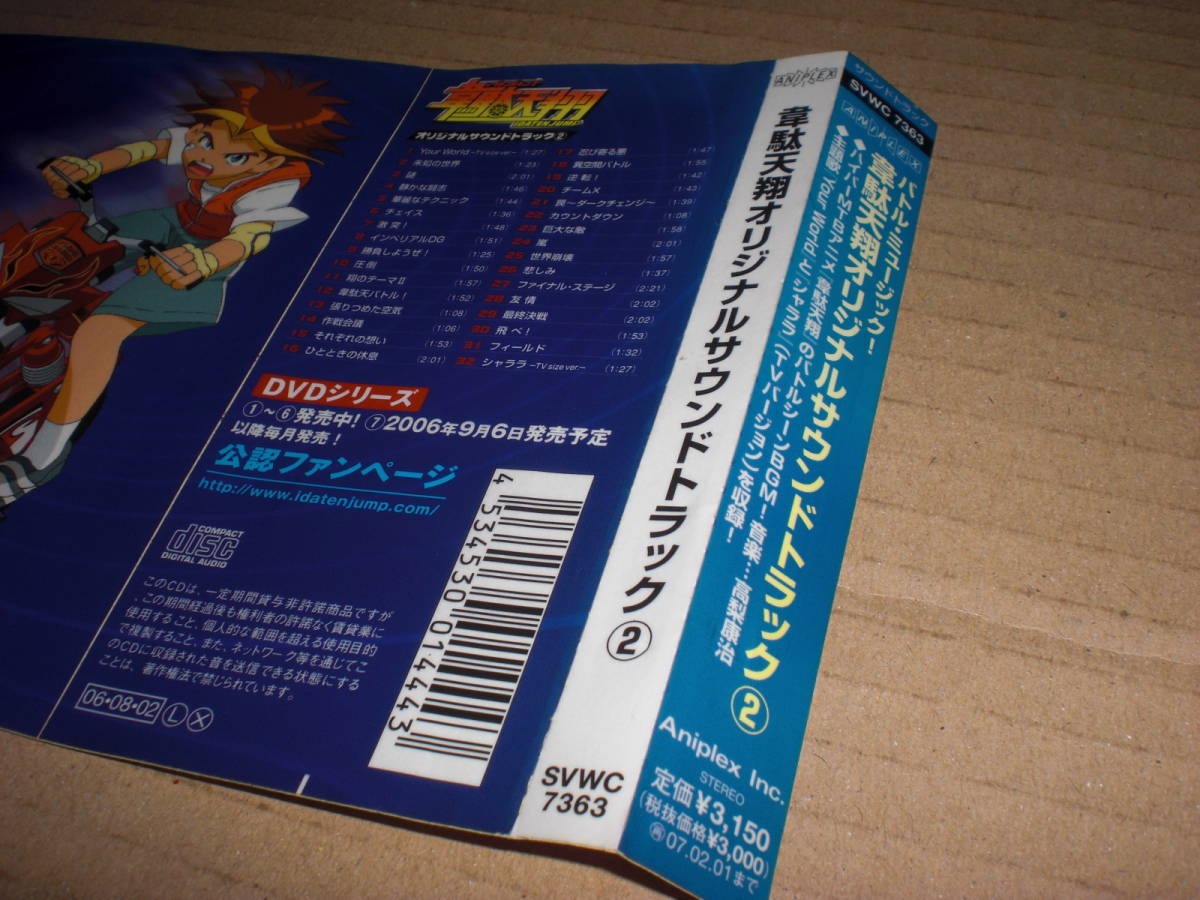 韋駄天翔
IDATEN JUMP
オリジナルサウンドトラック②
1 Your World -TV size ver.- (1:27)
2 未知の世界 (1:23)
3 謎 (2:01)
4 静かな闘志 (1:46)
5 華麗なテクニック (1:44)
6 チェイス (1:36)
7 激突! (1:48)
8 インペリアルDG (1:51)
9 勝負しようぜ! (1:25)
10 圧倒 (1:50)
11 翔のテーマⅡ (1:57)
12 韋駄天バトル! (1:52)
13 張りつめた空気 (1:08)
14 作戦会議 (1:06)
15 それぞれの想い (1:53)
16 ひとときの休息 (2:01)
17 忍び寄る悪 (1:47)
18 異空間バトル (1:55)
19 逆転! (1:42)
20 チームX (1:43)
21 罠〜ダークチェンジ〜 (1:39)
22 カウントダウン (1:08)
23 巨大な敵 (1:58)
24 嵐 (2:01)
25 世界崩壊 (1:57)
26 悲しみ (1:37)
27 ファイナル・ステージ (2:21)
28 友情 (2:02)
29 最終決戦 (2:02)
30 飛べ! (1:53)
31 フィールド (1:32)
32 シャララ -TV size ver.- (1:27)
DVDシリーズ
①〜⑥発売中! ⑦2006年9月6日発売予定
以降毎月発売!
公認ファンページ
http://www.idatenjump.com/
COMPACT
disc
DIGITAL AUDIO
このCDは、一定期間貸与非許諾商品ですが
、この期間経過後も権利者の許諾なく賃貸業に
使用すること、個人的な範囲を超える使用目的
で複製すること、また、ネットワーク等を通じてこ
のCDに収録された音を送信できる状態にする
ことは、著作権法で禁じられています。
06・08・02 L X
4 534530 014443
ANIPLEX
韋駄天翔オリジナルサウンドトラック②
SVWC
7363
サウンドトラック
SVWC 7363
ANIPLEX
バトル・ミュージック!
韋駄天翔オリジナルサウンドトラック②
◆ハイパーMTBアニメ「韋駄天翔」のバトルシーンBGM! 音楽…高梨康治
◆主題歌「Your World」と「シャララ」(TVバージョン)を収録!
Aniplex Inc.
STEREO
定価¥3,150
(税抜価格¥3,000)
再 07.02.01まで